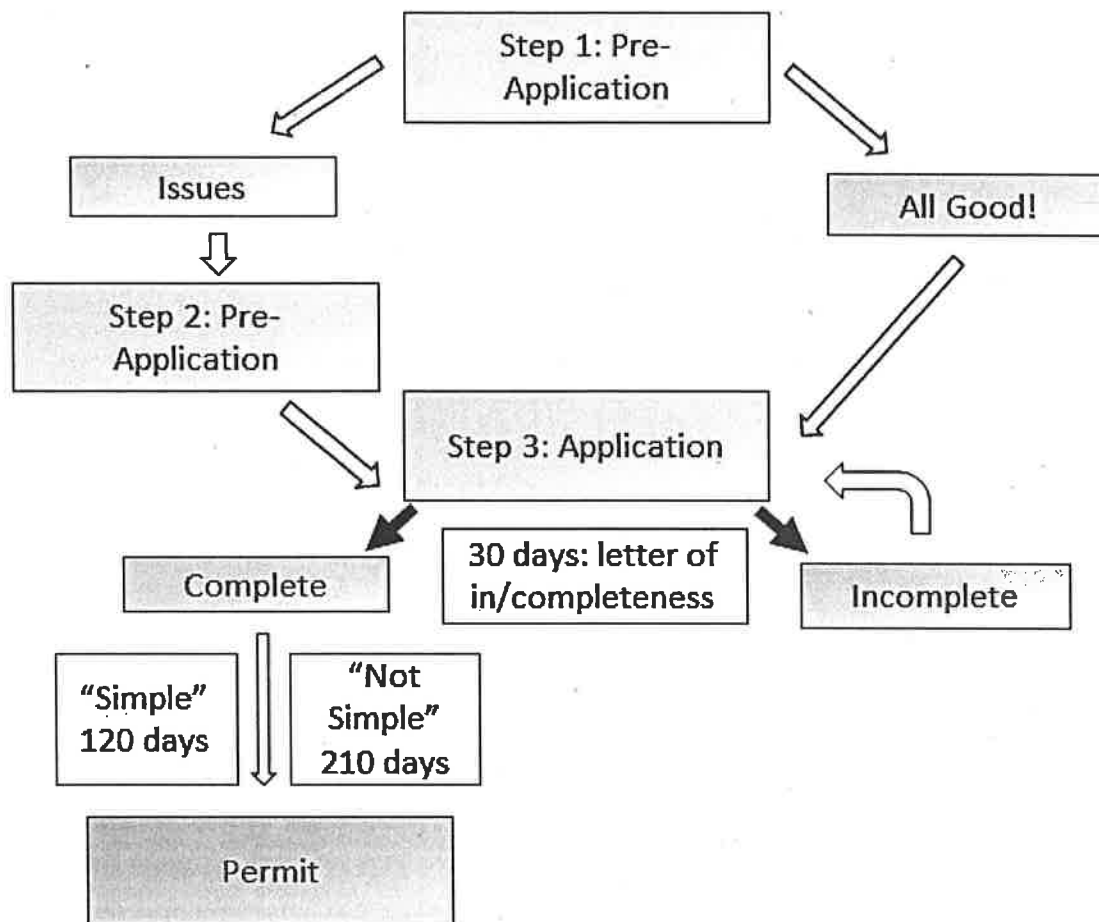 Step 1: Pre-
Application
Issues
All Good!
Step 2: Pre-
Application
Step 3: Application
30 days: letter of
in/completeness
Complete
Incomplete
"Simple"
120 days
"Not
Simple"
210 days
Permit